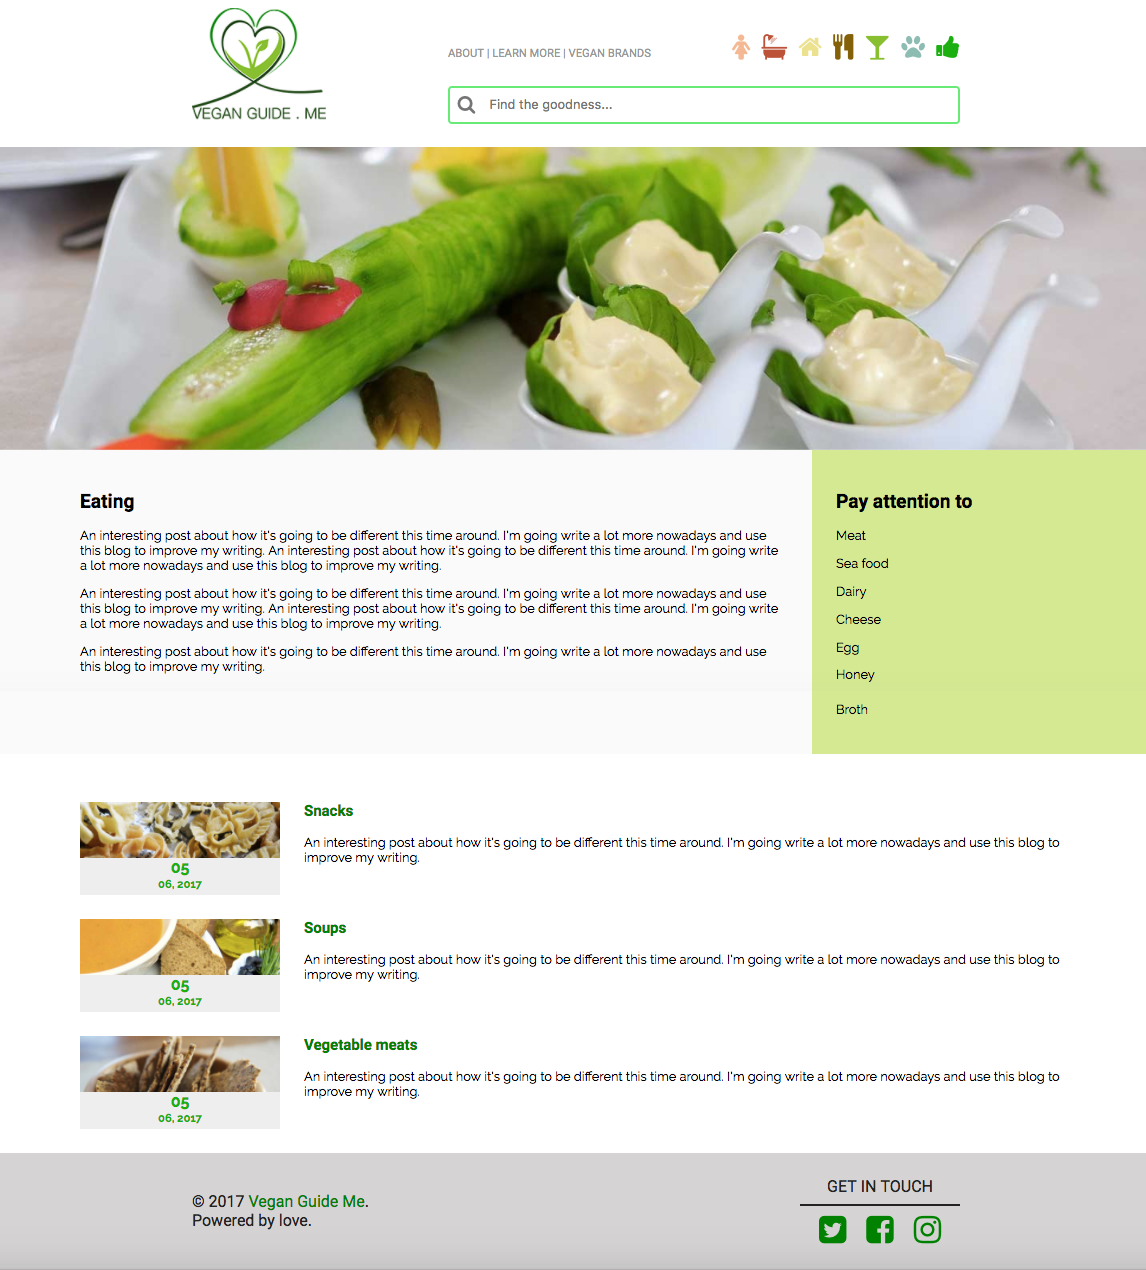 VEGAN GUIDE . ME
ABOUT | LEARN MORE | VEGAN BRANDS
Find the goodness...
Eating
An interesting post about how it's going to be different this time around. I'm going write a lot more nowadays and use
this blog to improve my writing. An interesting post about how it's going to be different this time around. I'm going write
a lot more nowadays and use this blog to improve my writing.
An interesting post about how it's going to be different this time around. I'm going write a lot more nowadays and use
this blog to improve my writing. An interesting post about how it's going to be different this time around. I'm going write
a lot more nowadays and use this blog to improve my writing.
An interesting post about how it's going to be different this time around. I'm going write a lot more nowadays and use
this blog to improve my writing.
Pay attention to
Meat
Sea food
Dairy
Cheese
Egg
Honey
Broth
05
06, 2017
Snacks
An interesting post about how it's going to be different this time around. I'm going write a lot more nowadays and use this blog to
improve my writing.
05
06, 2017
Soups
An interesting post about how it's going to be different this time around. I'm going write a lot more nowadays and use this blog to
improve my writing.
05
06, 2017
Vegetable meats
An interesting post about how it's going to be different this time around. I'm going write a lot more nowadays and use this blog to
improve my writing.
© 2017 Vegan Guide Me.
Powered by love.
GET IN TOUCH